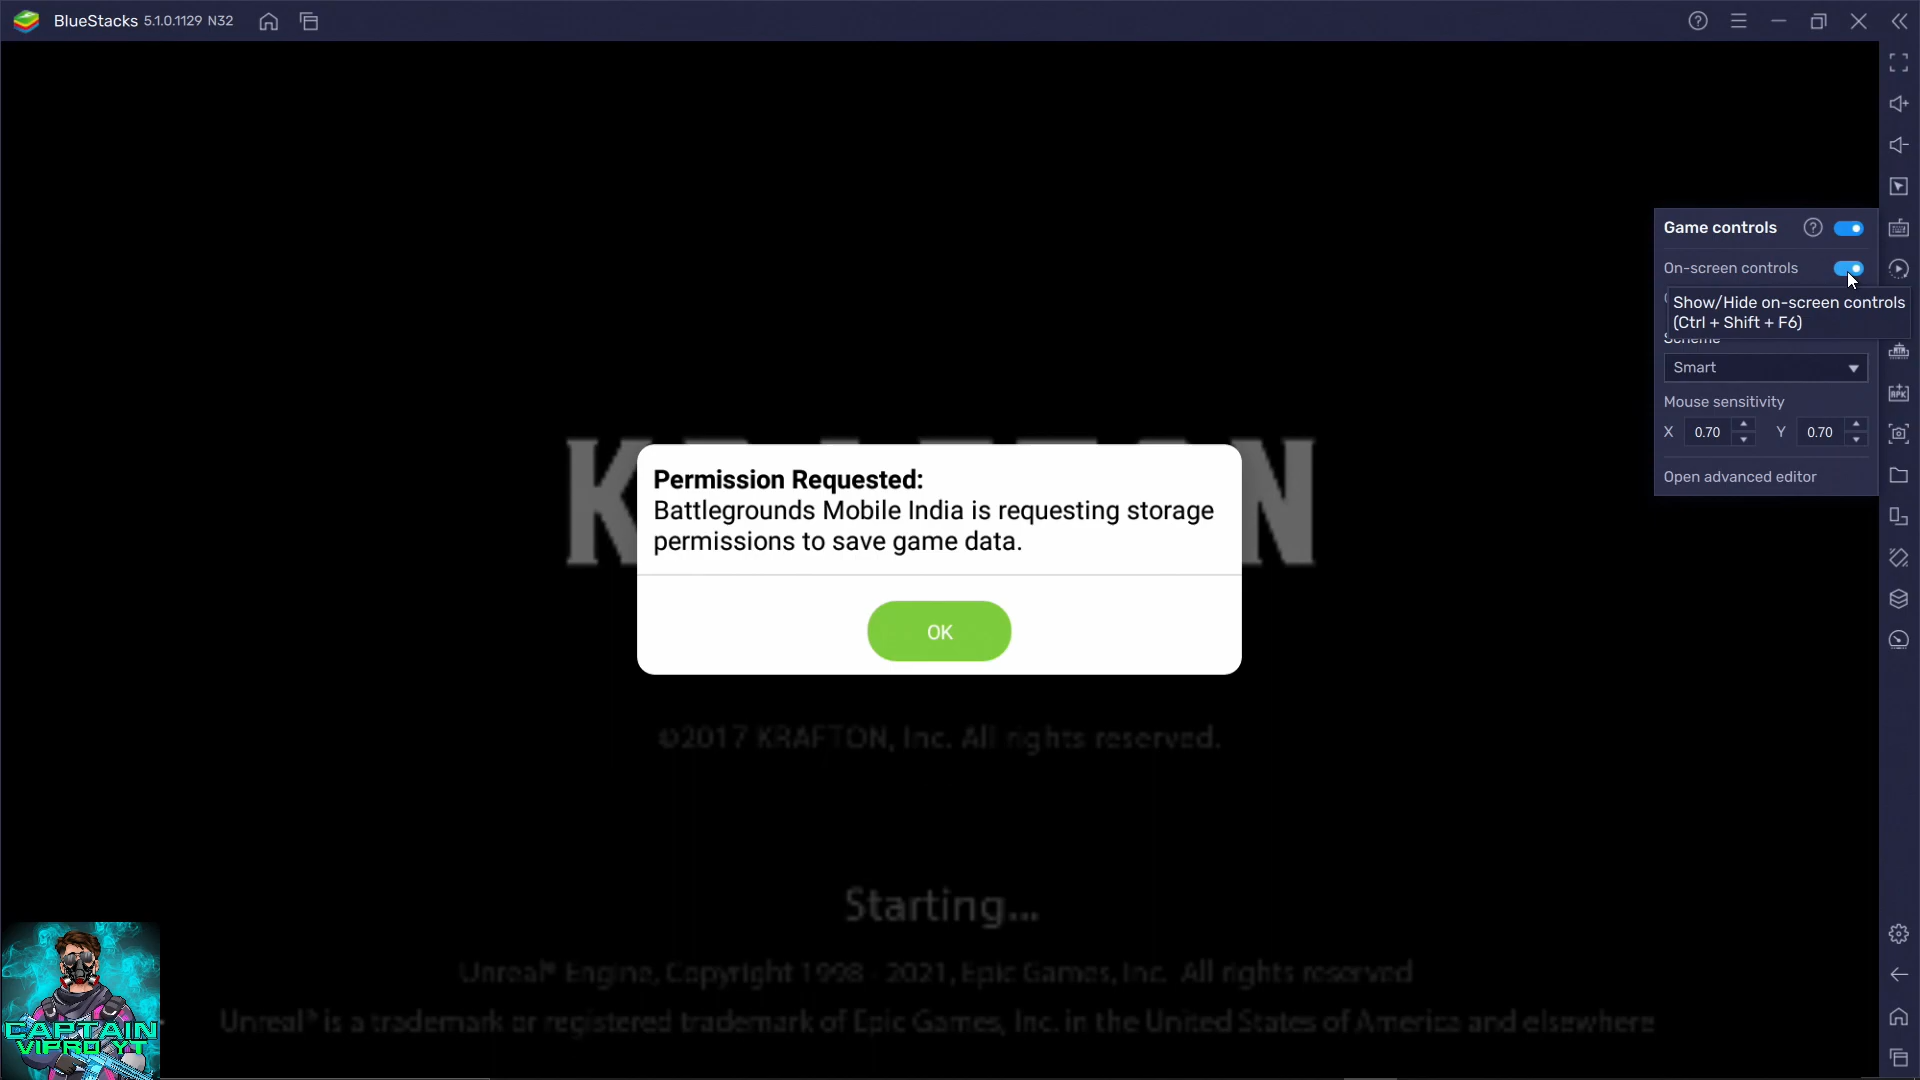 BlueStacks 5.1.0.1129 N32
Game controls
On-screen controls
Show/Hide on-screen controls
(Ctrl + Shift + F6)
Scheme
Smart
Mouse sensitivity
X 0.70 Y 0.70
Open advanced editor
KRAFTON
Permission Requested:
Battlegrounds Mobile India is requesting storage
permissions to save game data.
OK
©2017 KRAFTON, Inc. All rights reserved.
Starting...
Unreal® Engine, Copyright 1998 - 2021, Epic Games, Inc. All rights reserved
Unreal® is a trademark or registered trademark of Epic Games, Inc. in the United States of America and elsewhere
CAPTAIN
VIPRO YT